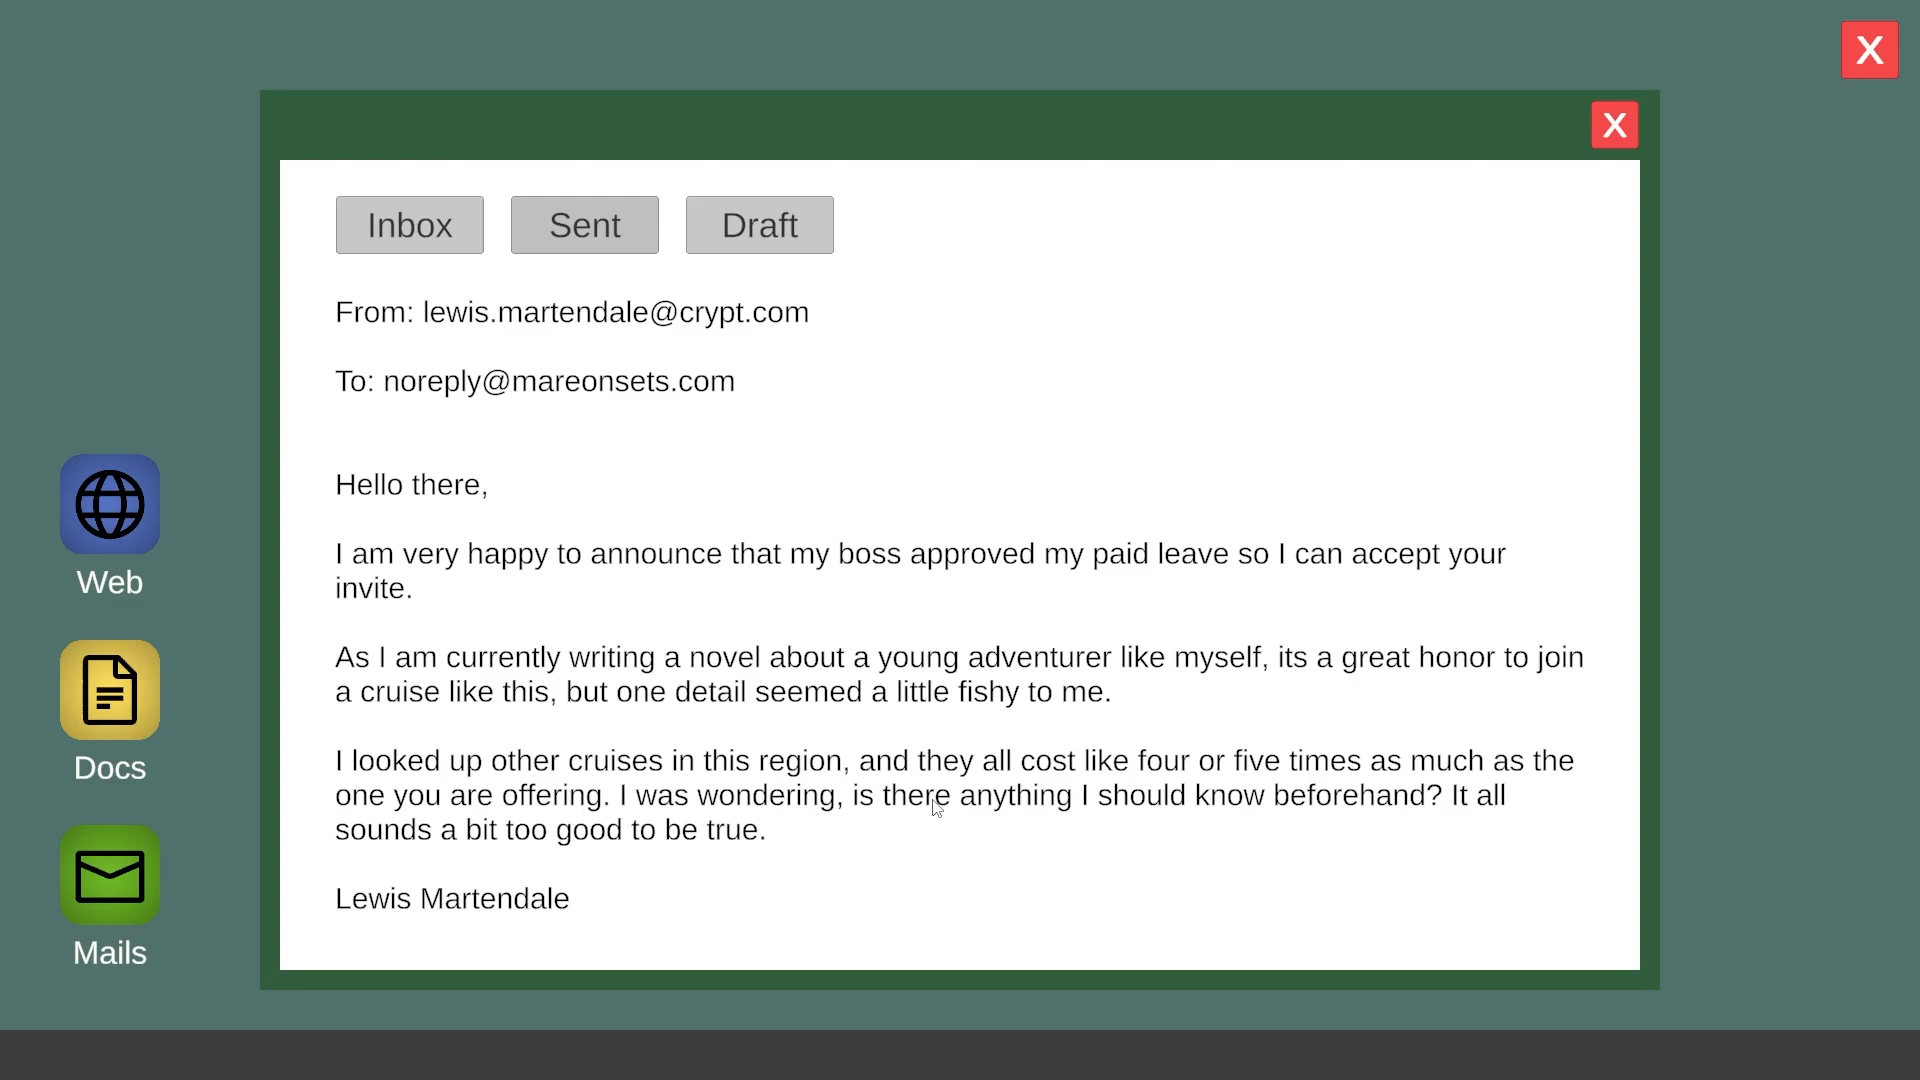 X
X
Inbox Sent Draft
From: lewis.martendale@crypt.com
To: noreply@mareonsets.com
Hello there,
I am very happy to announce that my boss approved my paid leave so I can accept your
invite.
As I am currently writing a novel about a young adventurer like myself, its a great honor to join
a cruise like this, but one detail seemed a little fishy to me.
I looked up other cruises in this region, and they all cost like four or five times as much as the
one you are offering. I was wondering, is there anything I should know beforehand? It all
sounds a bit too good to be true.
Lewis Martendale
Web
Docs
Mails